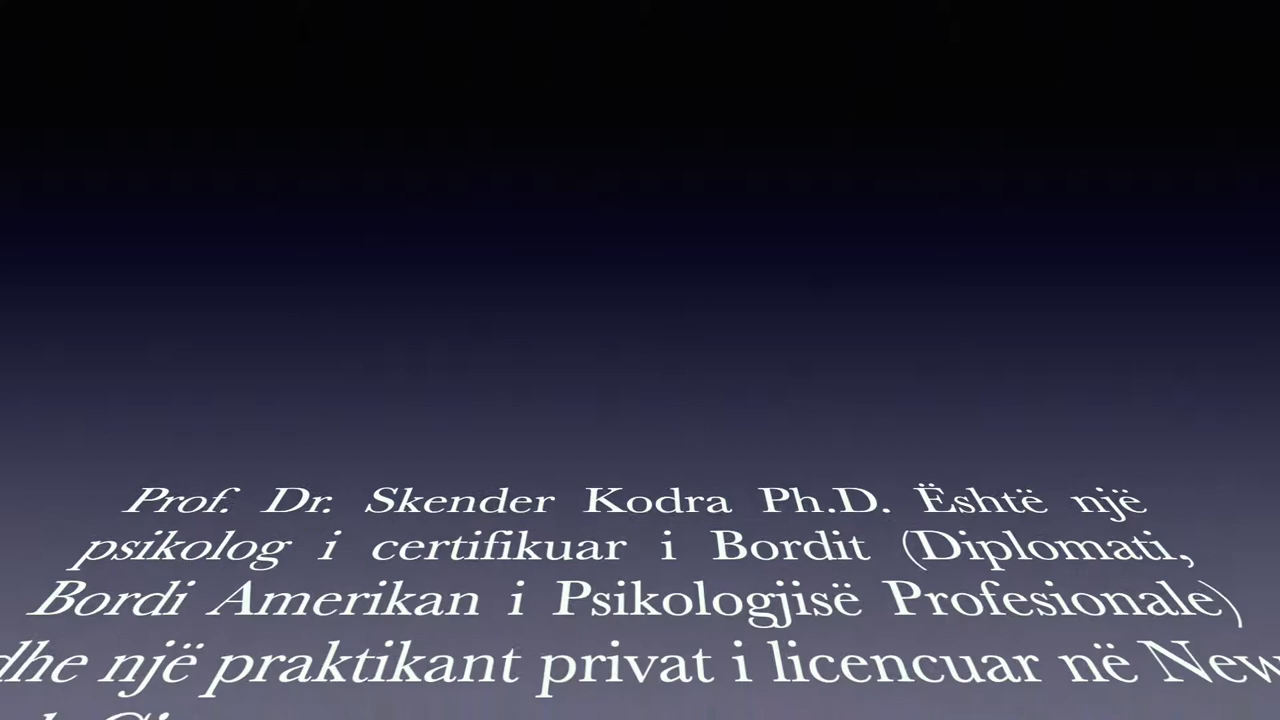 Prof. Dr. Skender Kodra Ph.D. Është një
psikolog i certifikuar i Bordit (Diplomati,
Bordi Amerikan i Psikologjisë Profesionale)
dhe një praktikant privat i licencuar në New